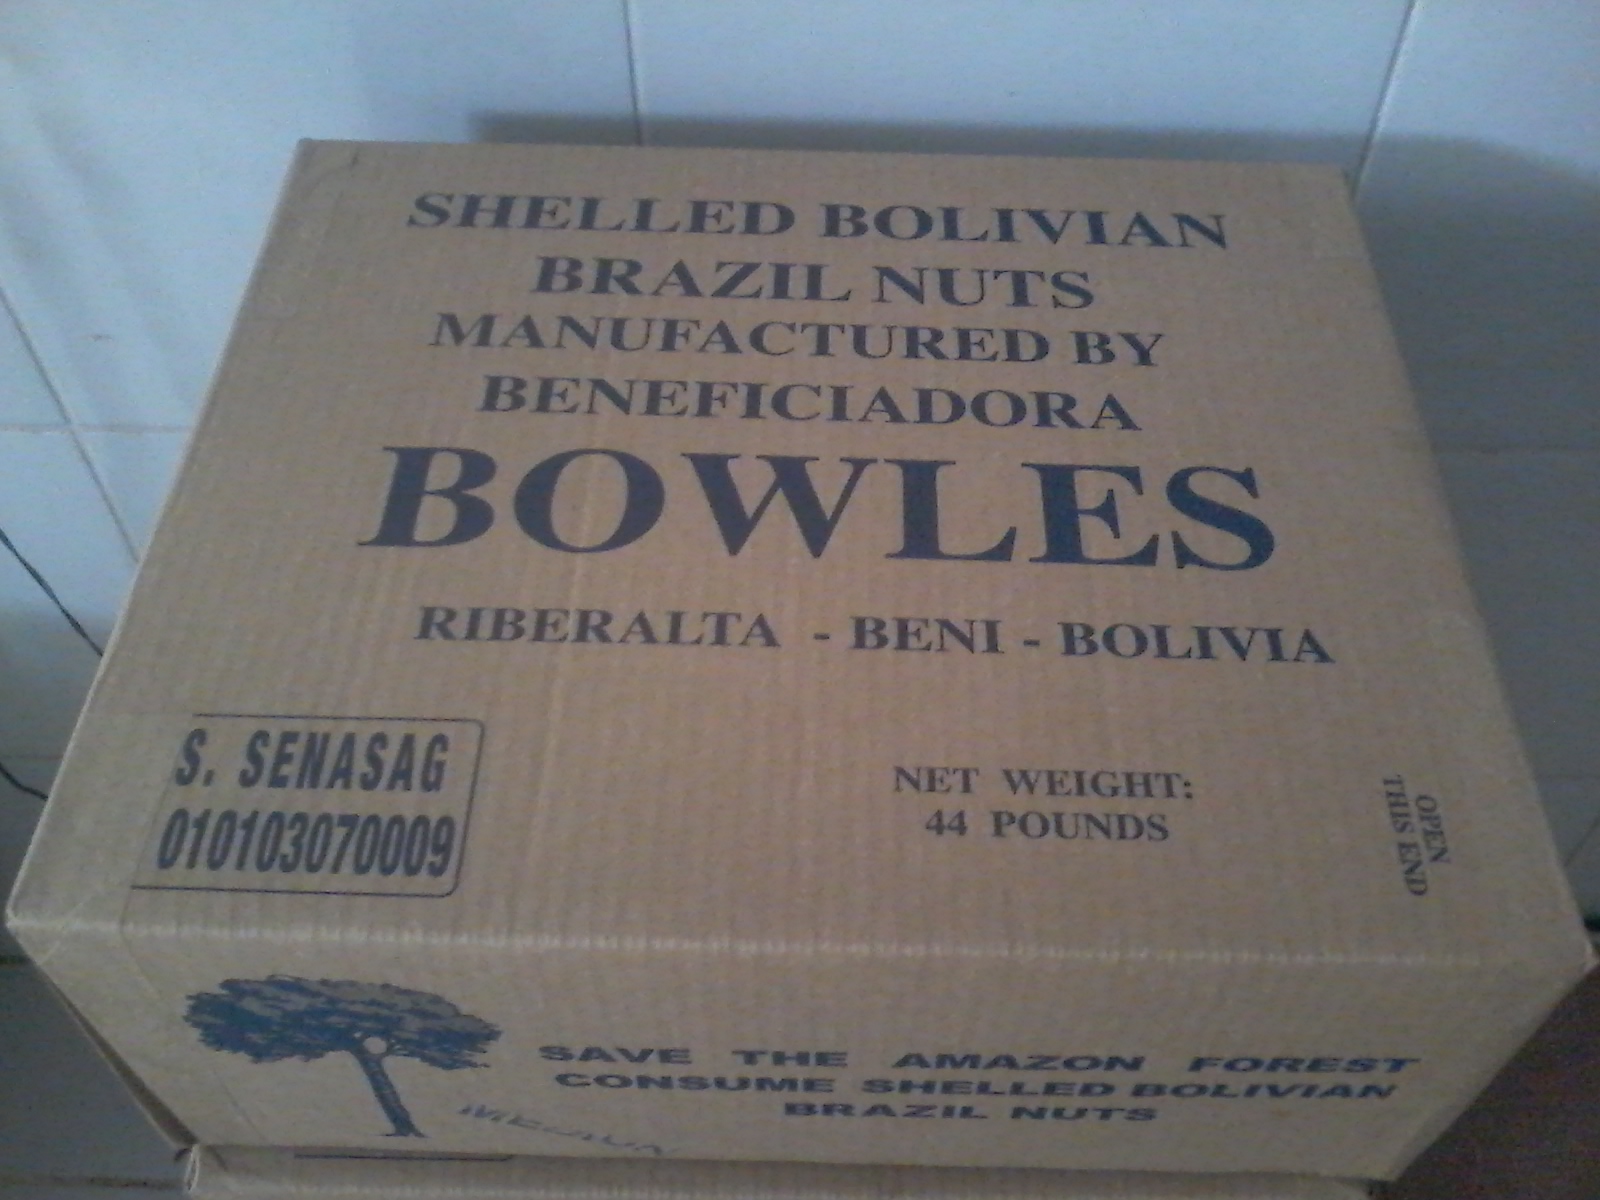 SHELLED BOLIVIAN
BRAZIL NUTS
MANUFACTURED BY
BENEFICIADORA
BOWLES
RIBERALTA - BENI - BOLIVIA
S. SENASAG
010103070009
NET WEIGHT:
44 POUNDS
OPEN
THIS END
SAVE THE AMAZON FOREST
CONSUME SHELLED BOLIVIAN
BRAZIL NUTS